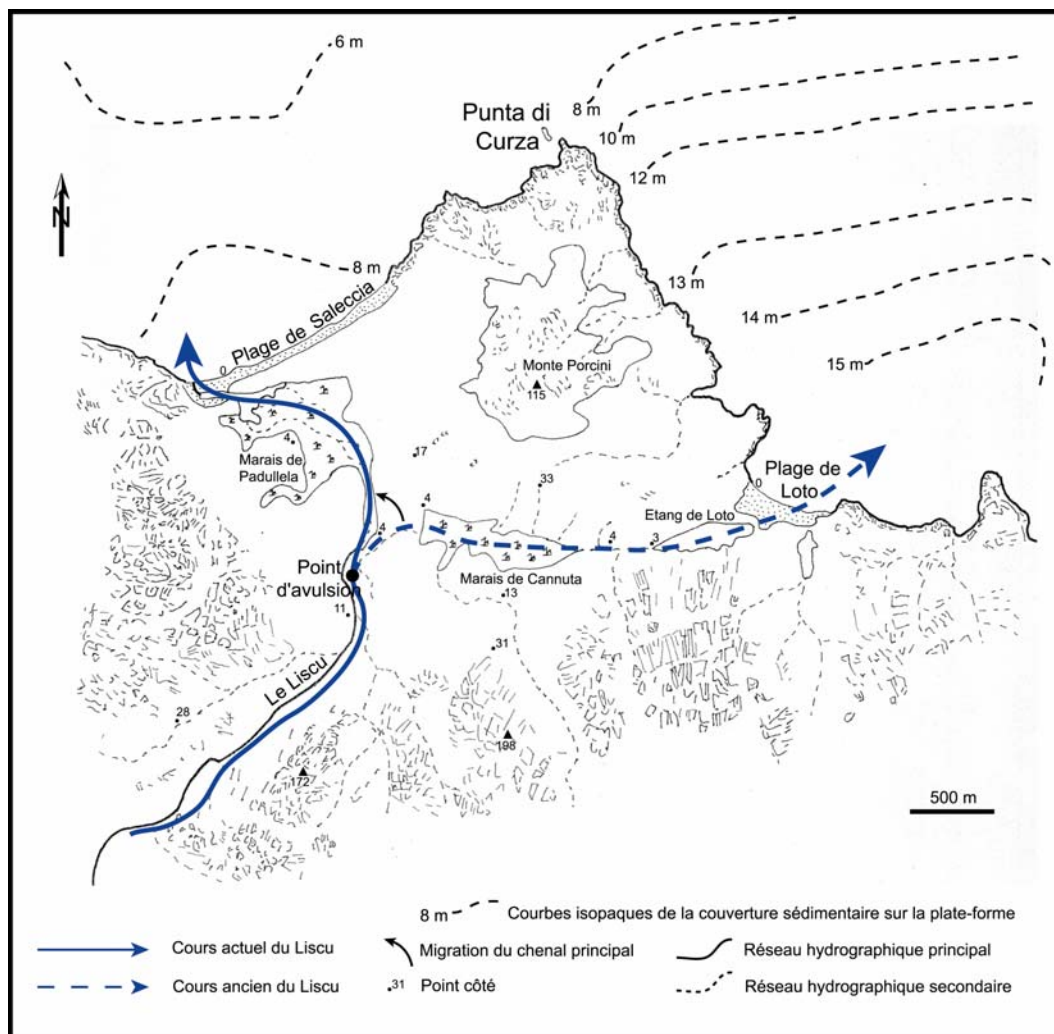 6 m
Punta di
Curza
8 m
10 m
12 m
N
8 m
13 m
14 m
15 m
Plage de Saleccia
0
Monte Porcini
115
Marais de
Padullela
4
17
33
Plage de
Loto
0
4
Etang de Loto
4
4
3
Marais de Cannuta
Point
d'avulsion
13
11
31
Le Liscu
28
198
172
500 m
8 m
Courbes isopaques de la couverture sédimentaire sur la plate-forme
Cours actuel du Liscu
Migration du chenal principal
Réseau hydrographique principal
Cours ancien du Liscu
31
Point côté
Réseau hydrographique secondaire